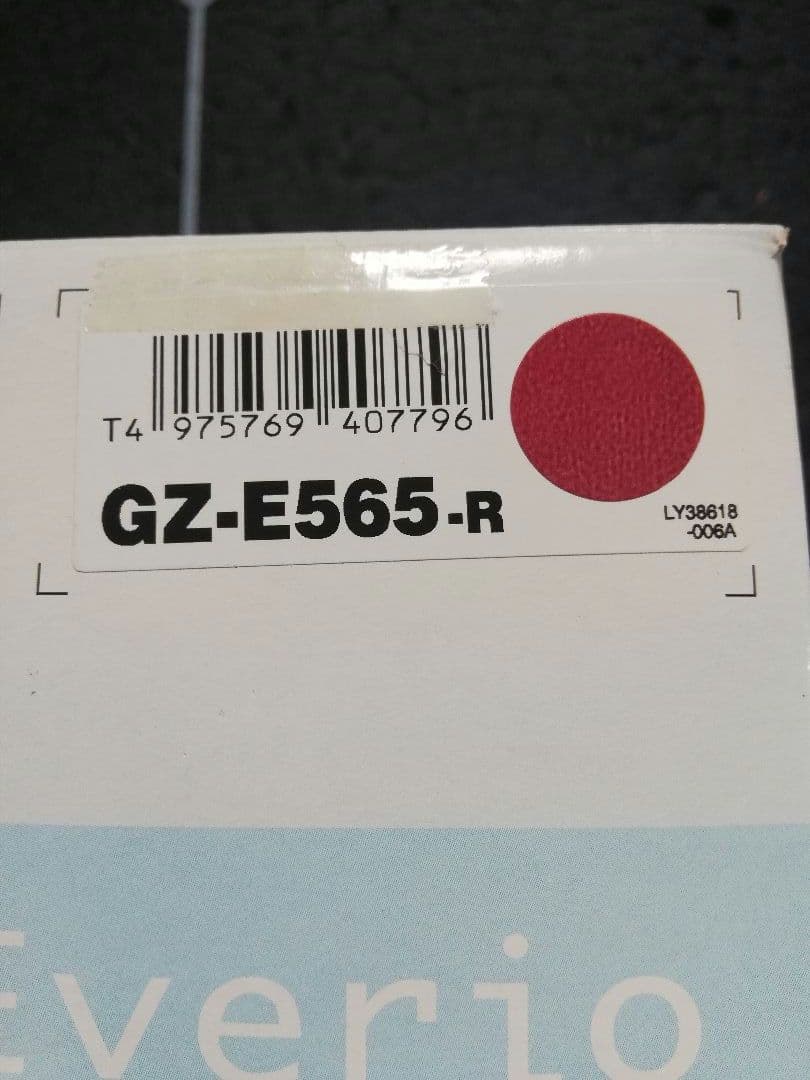 T4 975769 407796
GZ-E565-R
LY38618
-006A
Everio